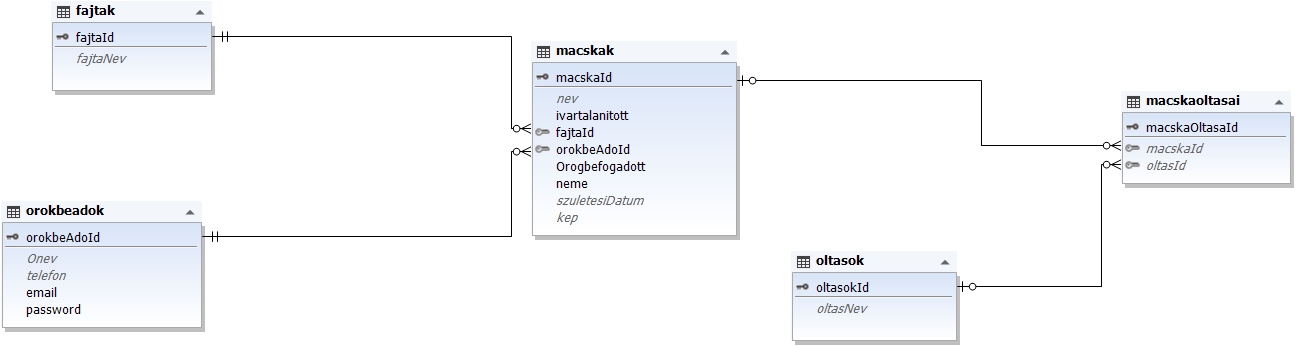 fajtak
fajtaId
fajtaNev
macskak
macskaId
nev
ivartalanitott
fajtaId
orokbeAdoId
Orogbefogadott
neme
szuletesiDatum
kep
macskaoltasai
macskaOltasaId
macskaId
oltasId
orokbeadok
orokbeAdoId
Onev
telefon
email
password
oltasok
oltasokId
oltasNev